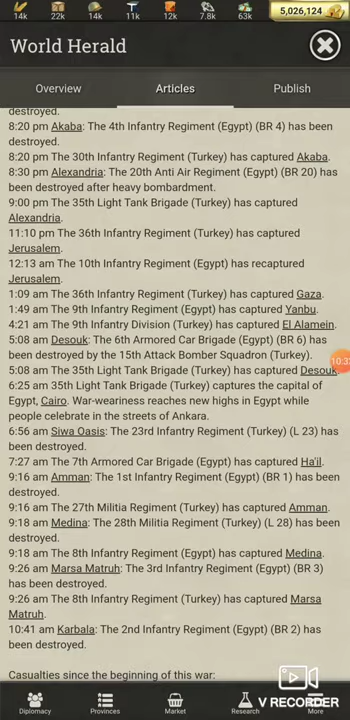 14k 22k 14k 11k 12k 7.8k 63k 5,026,124
World Herald
Overview Articles Publish
destroyed.
8:20 pm Akaba: The 4th Infantry Regiment (Egypt) (BR 4) has been
destroyed.
8:20 pm The 30th Infantry Regiment (Turkey) has captured Akaba.
8:30 pm Alexandria: The 20th Anti Air Regiment (Egypt) (BR 20) has
been destroyed after heavy bombardment.
9:00 pm The 35th Light Tank Brigade (Turkey) has captured
Alexandria.
11:10 pm The 36th Infantry Regiment (Turkey) has captured
Jerusalem.
12:13 am The 10th Infantry Regiment (Egypt) has recaptured
Jerusalem.
1:09 am The 36th Infantry Regiment (Turkey) has captured Gaza.
1:49 am The 9th Infantry Regiment (Egypt) has captured Yanbu.
4:21 am The 9th Infantry Division (Turkey) has captured El Alamein.
5:08 am Desouk: The 6th Armored Car Brigade (Egypt) (BR 6) has
been destroyed by the 15th Attack Bomber Squadron (Turkey).
5:08 am The 35th Light Tank Brigade (Turkey) has captured Desouk.
6:25 am 35th Light Tank Brigade (Turkey) captures the capital of
Egypt, Cairo. War-weariness reaches new highs in Egypt while
people celebrate in the streets of Ankara.
6:56 am Siwa Oasis: The 23rd Infantry Regiment (Turkey) (L 23) has
been destroyed.
7:27 am The 7th Armored Car Brigade (Egypt) has captured Ha'il.
9:16 am Amman: The 1st Infantry Regiment (Egypt) (BR 1) has been
destroyed.
9:16 am The 27th Militia Regiment (Turkey) has captured Amman.
9:18 am Medina: The 28th Militia Regiment (Turkey) (L 28) has been
destroyed.
9:18 am The 8th Infantry Regiment (Egypt) has captured Medina.
9:26 am Marsa Matruh: The 3rd Infantry Regiment (Egypt) (BR 3)
has been destroyed.
9:26 am The 8th Infantry Regiment (Turkey) has captured Marsa
Matruh.
10:41 am Karbala: The 2nd Infantry Regiment (Egypt) (BR 2) has
been destroyed.
Casualties since the beginning of this war:
V RECORDER
Diplomacy Provinces Market Research More